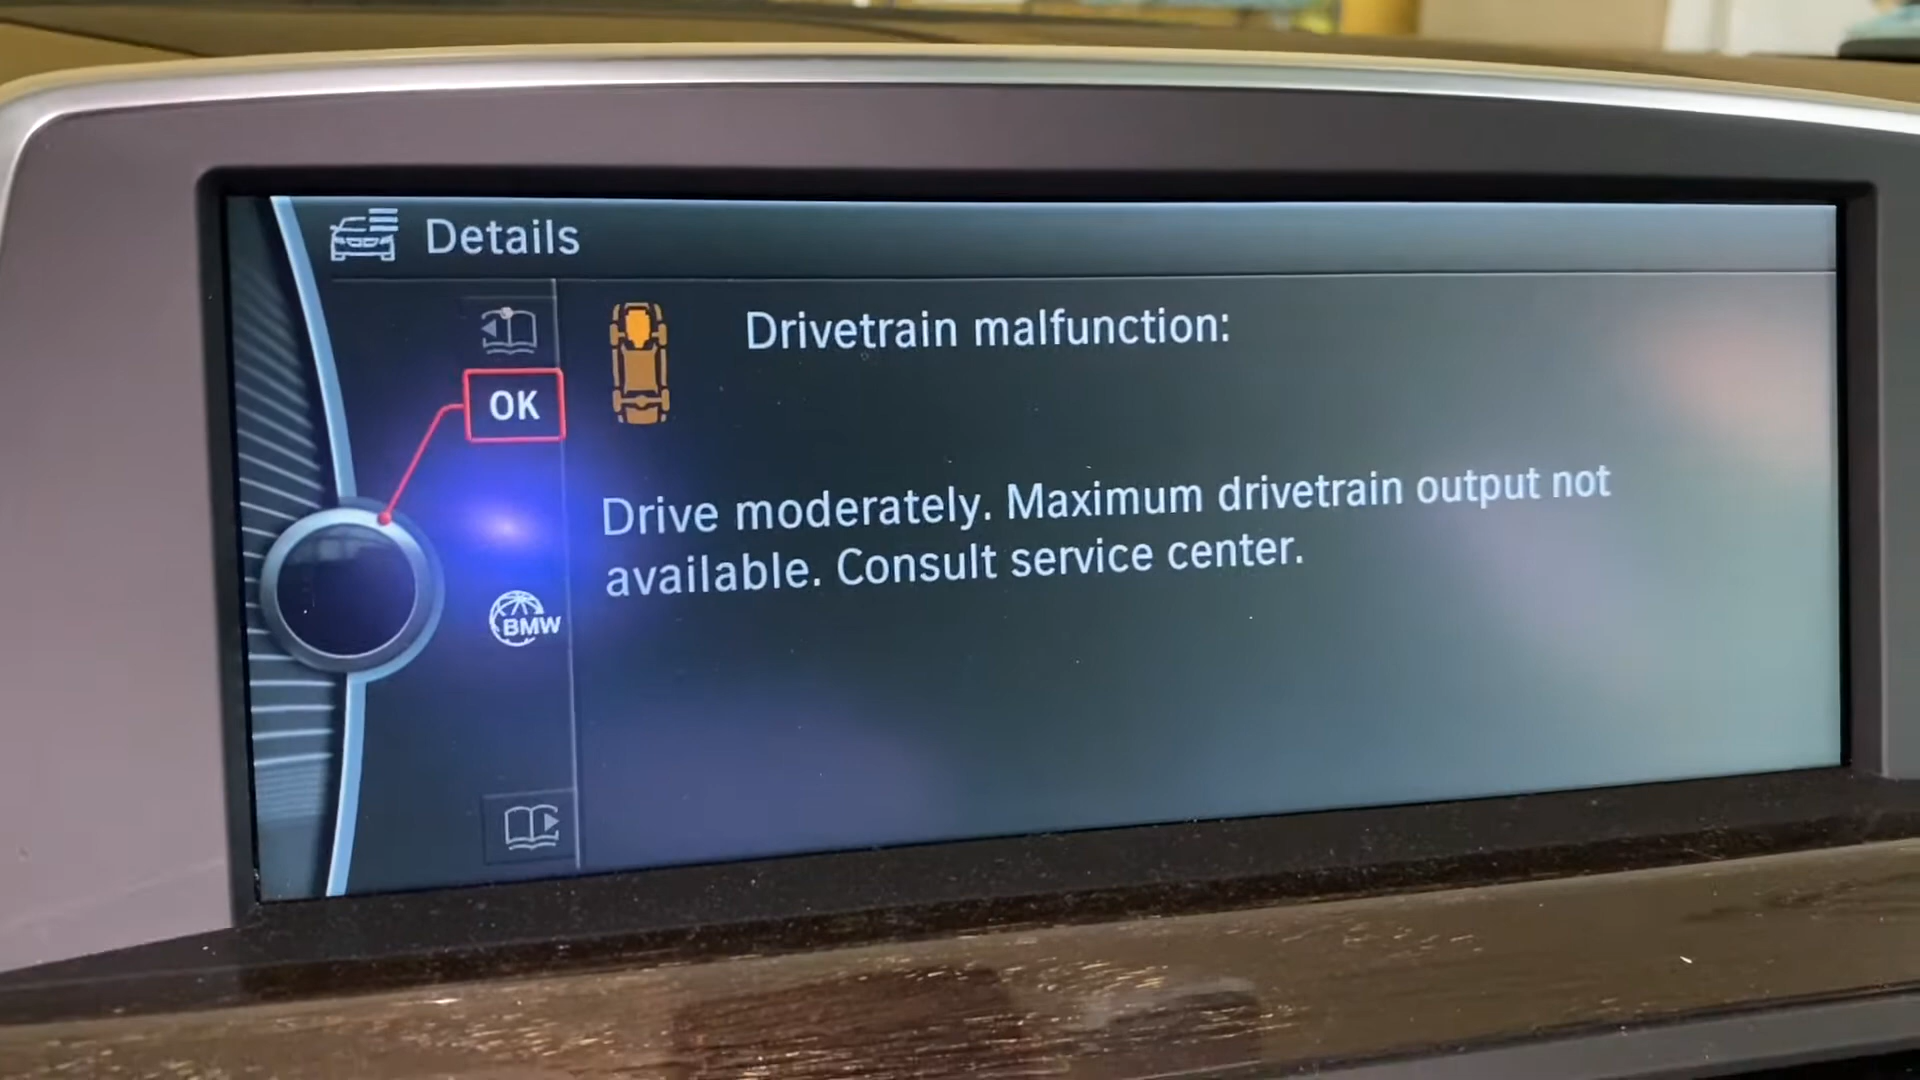 Details
Drivetrain malfunction:
OK
Drive moderately. Maximum drivetrain output not
available. Consult service center.
BMW